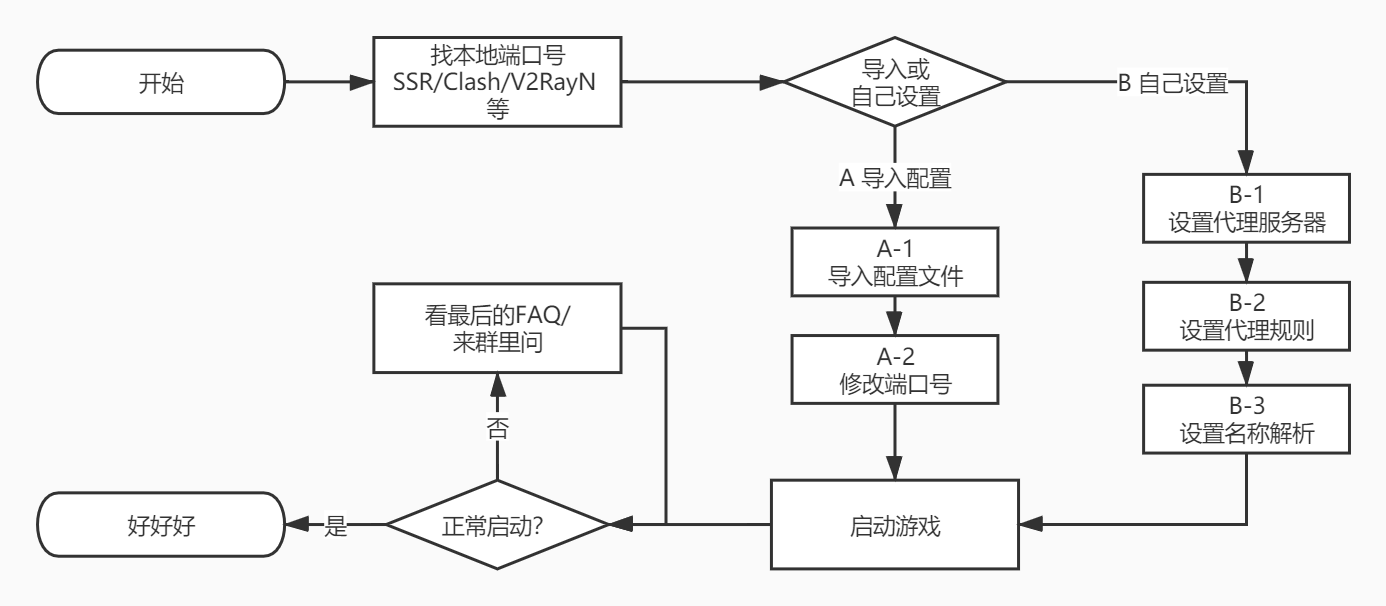 开始
找本地端口号
SSR/Clash/V2RayN
等
导入或
自己设置
B 自己设置
A 导入配置
B-1
设置代理服务器
A-1
导入配置文件
B-2
设置代理规则
看最后的FAQ/
来群里问
A-2
修改端口号
B-3
设置名称解析
否
好好好
是
正常启动?
启动游戏